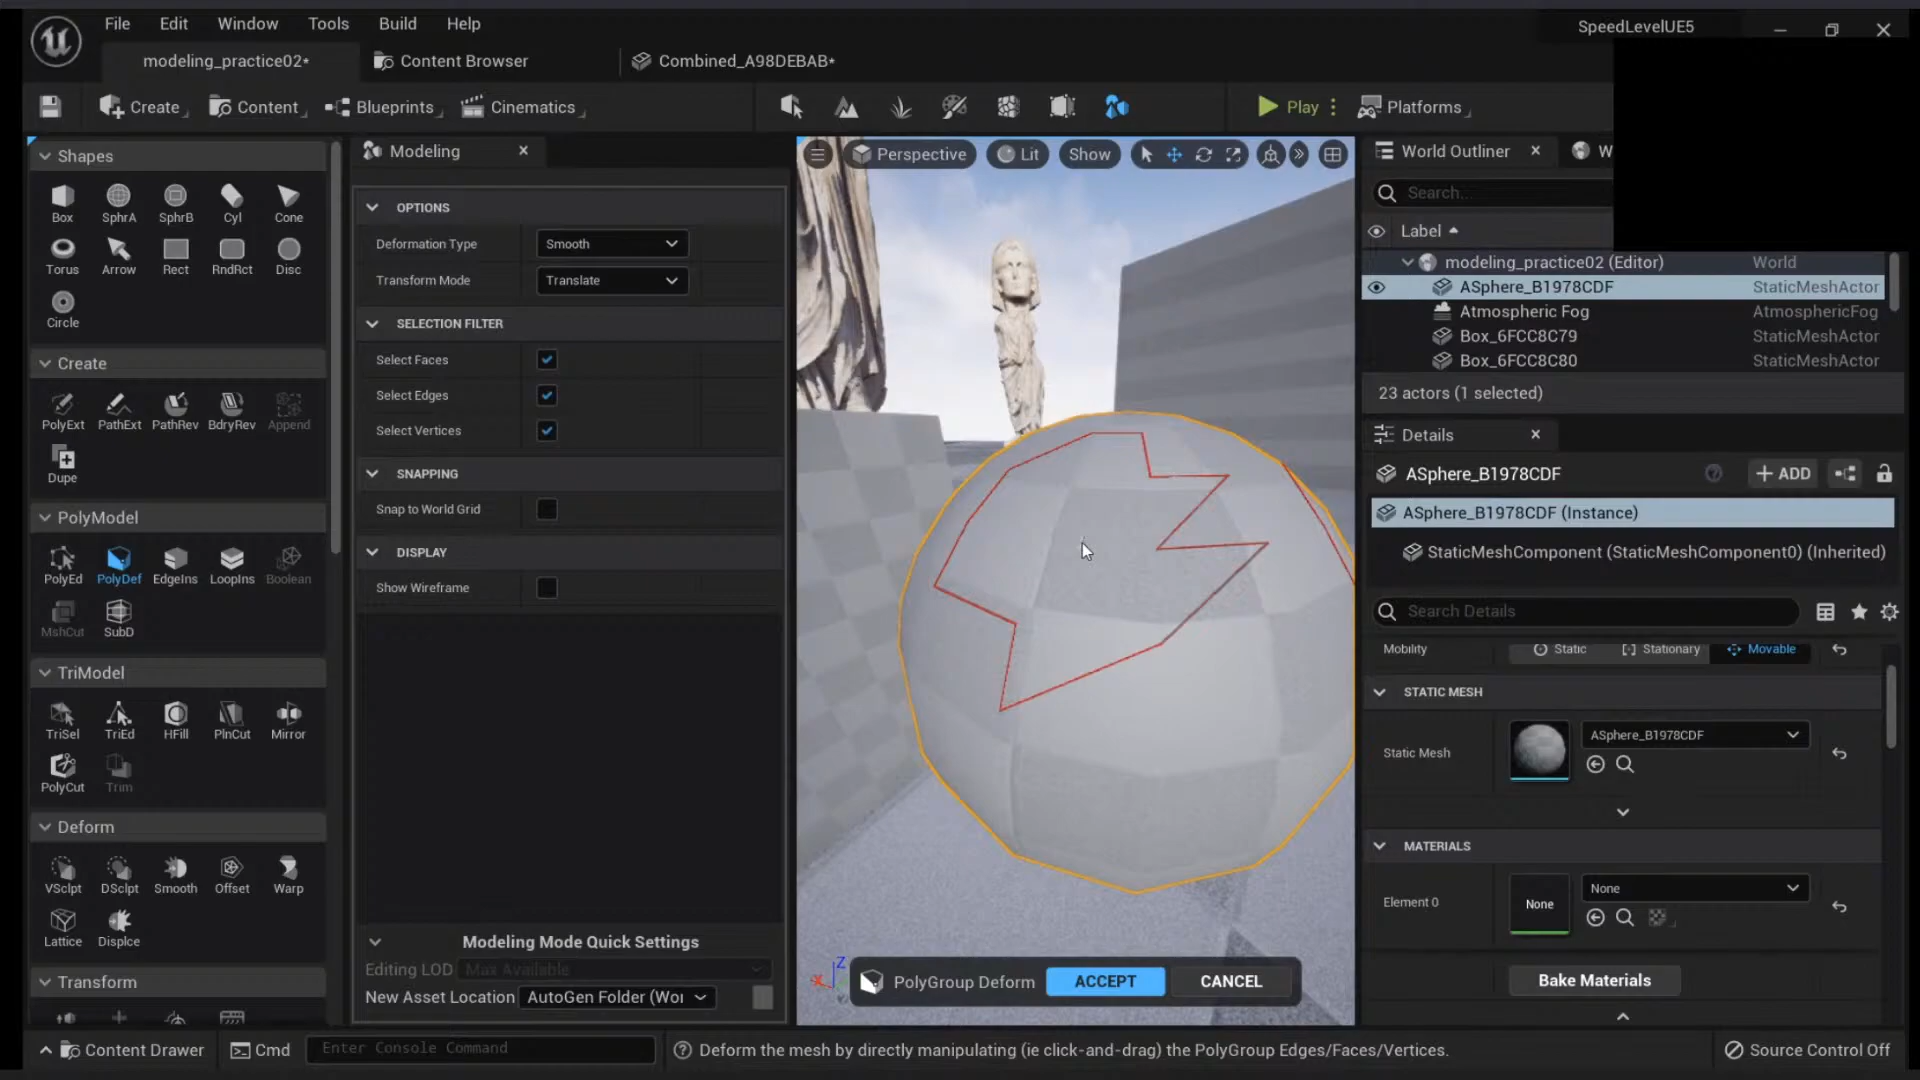 File Edit Window Tools Build Help
SpeedLevelUE5
modeling_practice02*
Content Browser
Combined_A98DEBAB*
Create
Content
Blueprints
Cinematics
Play
Platforms
Shapes
Box SphrA SphrB Cyl Cone
Torus Arrow Rect RndRct Disc
Circle
Create
PolyExt PathExt PathRev BdryRev Append
Dupe
PolyModel
PolyEd PolyDef EdgeIns LoopIns Boolean
MshCut SubD
TriModel
TriSel TriEd HFill PlnCut Mirror
PolyCut Trim
Deform
VSclpt DSclpt Smooth Offset Warp
Lattice Displce
Transform
Modeling
OPTIONS
Deformation Type Smooth
Transform Mode Translate
SELECTION FILTER
Select Faces
Select Edges
Select Vertices
SNAPPING
Snap to World Grid
DISPLAY
Show Wireframe
Modeling Mode Quick Settings
Editing LOD Max Available
New Asset Location AutoGen Folder (Wor
Perspective Lit Show
Z
X
PolyGroup Deform ACCEPT CANCEL
World Outliner W
Search...
Label
modeling_practice02 (Editor) World
ASphere_B1978CDF StaticMeshActor
Atmospheric Fog AtmosphericFog
Box_6FCC8C79 StaticMeshActor
Box_6FCC8C80 StaticMeshActor
23 actors (1 selected)
Details
ASphere_B1978CDF
+ ADD
ASphere_B1978CDF (Instance)
StaticMeshComponent (StaticMeshComponent0) (Inherited)
Search Details
Mobility Static Stationary Movable
STATIC MESH
Static Mesh ASphere_B1978CDF
MATERIALS
Element 0 None None
Bake Materials
Content Drawer Cmd Enter Console Command
Deform the mesh by directly manipulating (ie click-and-drag) the PolyGroup Edges/Faces/Vertices.
Source Control Off